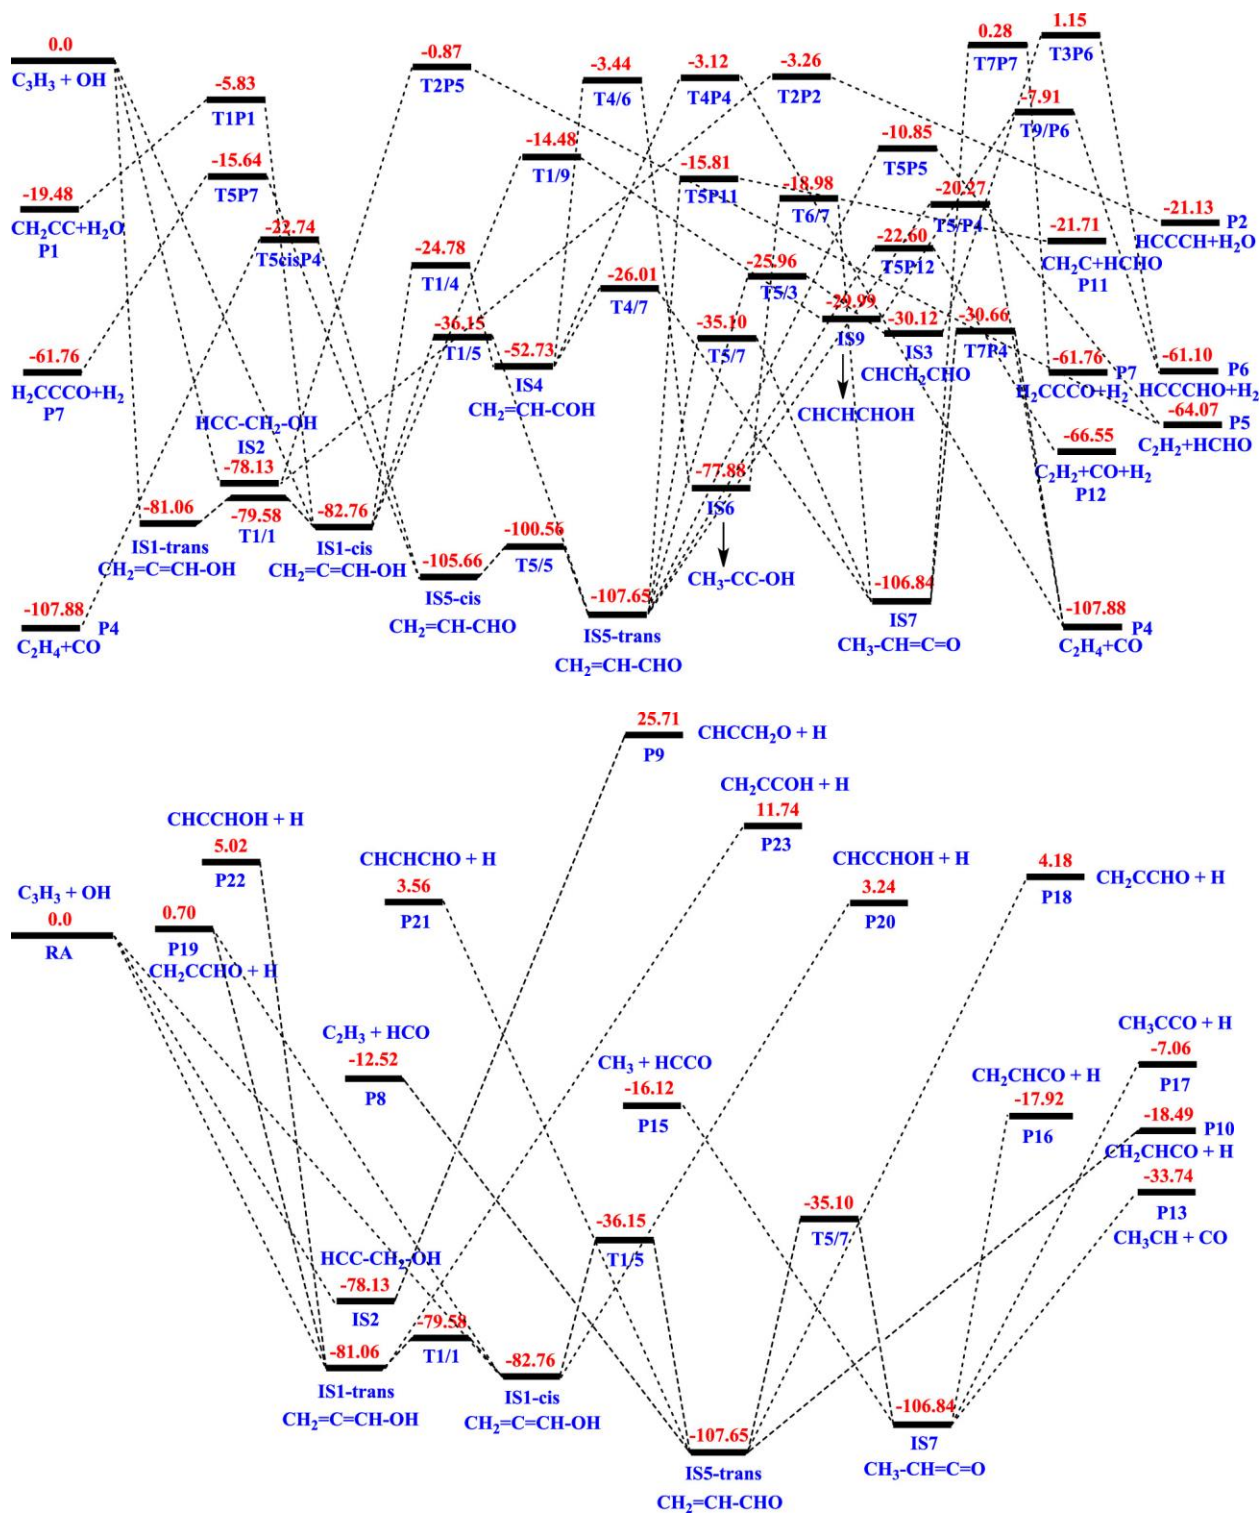 0.0
C3H3 + OH
-5.83
T1P1
-15.64
T5P7
-19.48
CH2CC+H2O
P1
-22.74
T5cisP4
-61.76
H2CCCO+H2
P7
-107.88
P4
C2H4+CO
HCC-CH2-OH
IS2
-78.13
-81.06
IS1-trans
CH2=C=CH-OH
-79.58
T1/1
-82.76
IS1-cis
CH2=C=CH-OH
-0.87
T2P5
-14.48
T1/9
-24.78
T1/4
-36.15
T1/5
-52.73
IS4
CH2=CH-COH
-105.66
IS5-cis
CH2=CH-CHO
-100.56
T5/5
-107.65
IS5-trans
CH2=CH-CHO
-3.44
T4/6
-3.12
T4P4
-3.26
T2P2
-15.81
T5P11
-18.98
T6/7
-26.01
T4/7
-25.96
T5/3
-35.10
T5/7
-77.88
IS6
CH3-CC-OH
-29.99
IS9
CHCHCHOH
-30.12
IS3
CHCH2CHO
-10.85
T5P5
-20.27
T5/P4
-22.60
T5P12
-30.66
T7P4
-106.84
IS7
CH3-CH=C=O
0.28
T7P7
1.15
T3P6
-7.91
T9/P6
-21.71
CH2C+HCHO
P11
-21.13
P2
HCCCH+H2O
-61.76
P7
H2CCCO+H2
-61.10
P6
HCCCHO+H2
-64.07
P5
C2H2+HCHO
-66.55
C2H2+CO+H2
P12
-107.88
P4
C2H4+CO
25.71
P9
CHCCH2O + H
CH2CCOH + H
11.74
P23
CHCCHOH + H
5.02
P22
CHCHCHO + H
3.56
P21
CHCCHOH + H
3.24
P20
4.18
P18
CH2CCHO + H
C3H3 + OH
0.0
RA
0.70
P19
CH2CCHO + H
C2H3 + HCO
-12.52
P8
CH3 + HCCO
-16.12
P15
CH3CCO + H
-7.06
P17
CH2CHCO + H
-17.92
P16
-18.49
P10
CH2CHCO + H
-33.74
P13
CH3CH + CO
HCC-CH2-OH
-78.13
IS2
-36.15
T1/5
-35.10
T5/7
-81.06
IS1-trans
CH2=C=CH-OH
-79.58
T1/1
-82.76
IS1-cis
CH2=C=CH-OH
-107.65
IS5-trans
CH2=CH-CHO
-106.84
IS7
CH3-CH=C=O